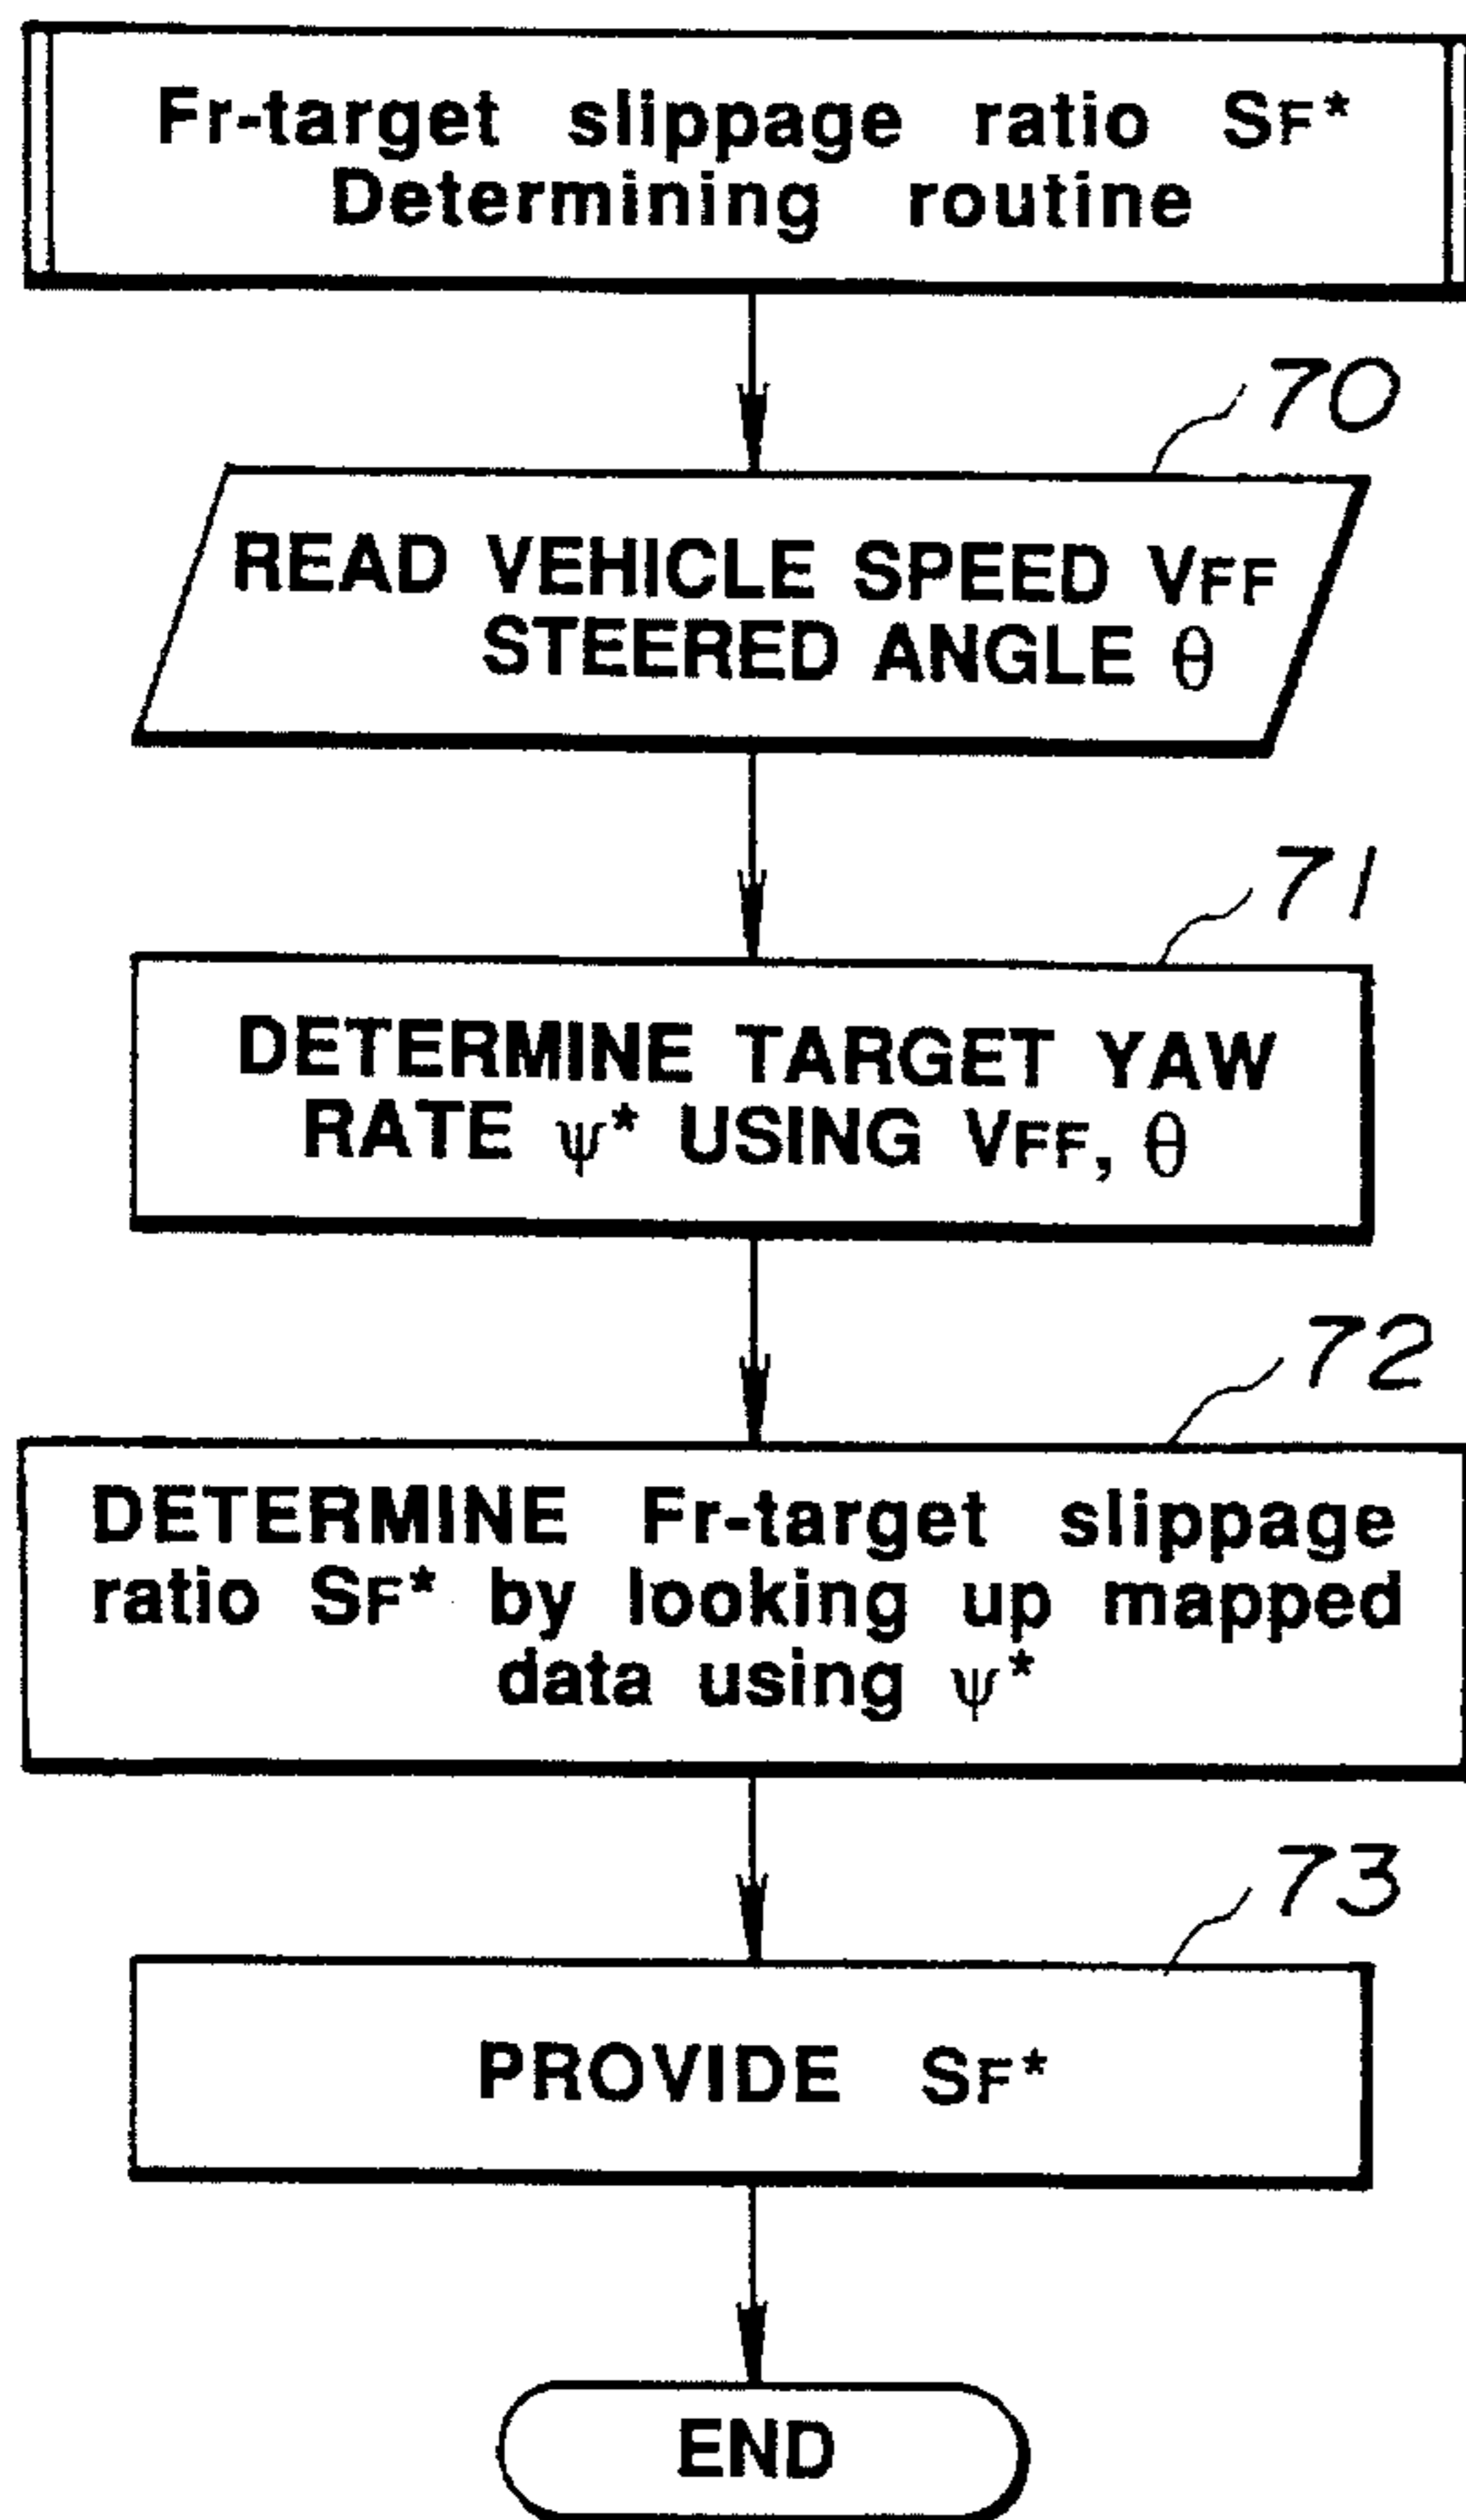 Fr-target slippage ratio SF*
Determining routine
70
READ VEHICLE SPEED VFF
STEERED ANGLE θ
71
DETERMINE TARGET YAW
RATE ψ* USING VFF, θ
72
DETERMINE Fr-target slippage
ratio SF* by looking up mapped
data using ψ*
73
PROVIDE SF*
END